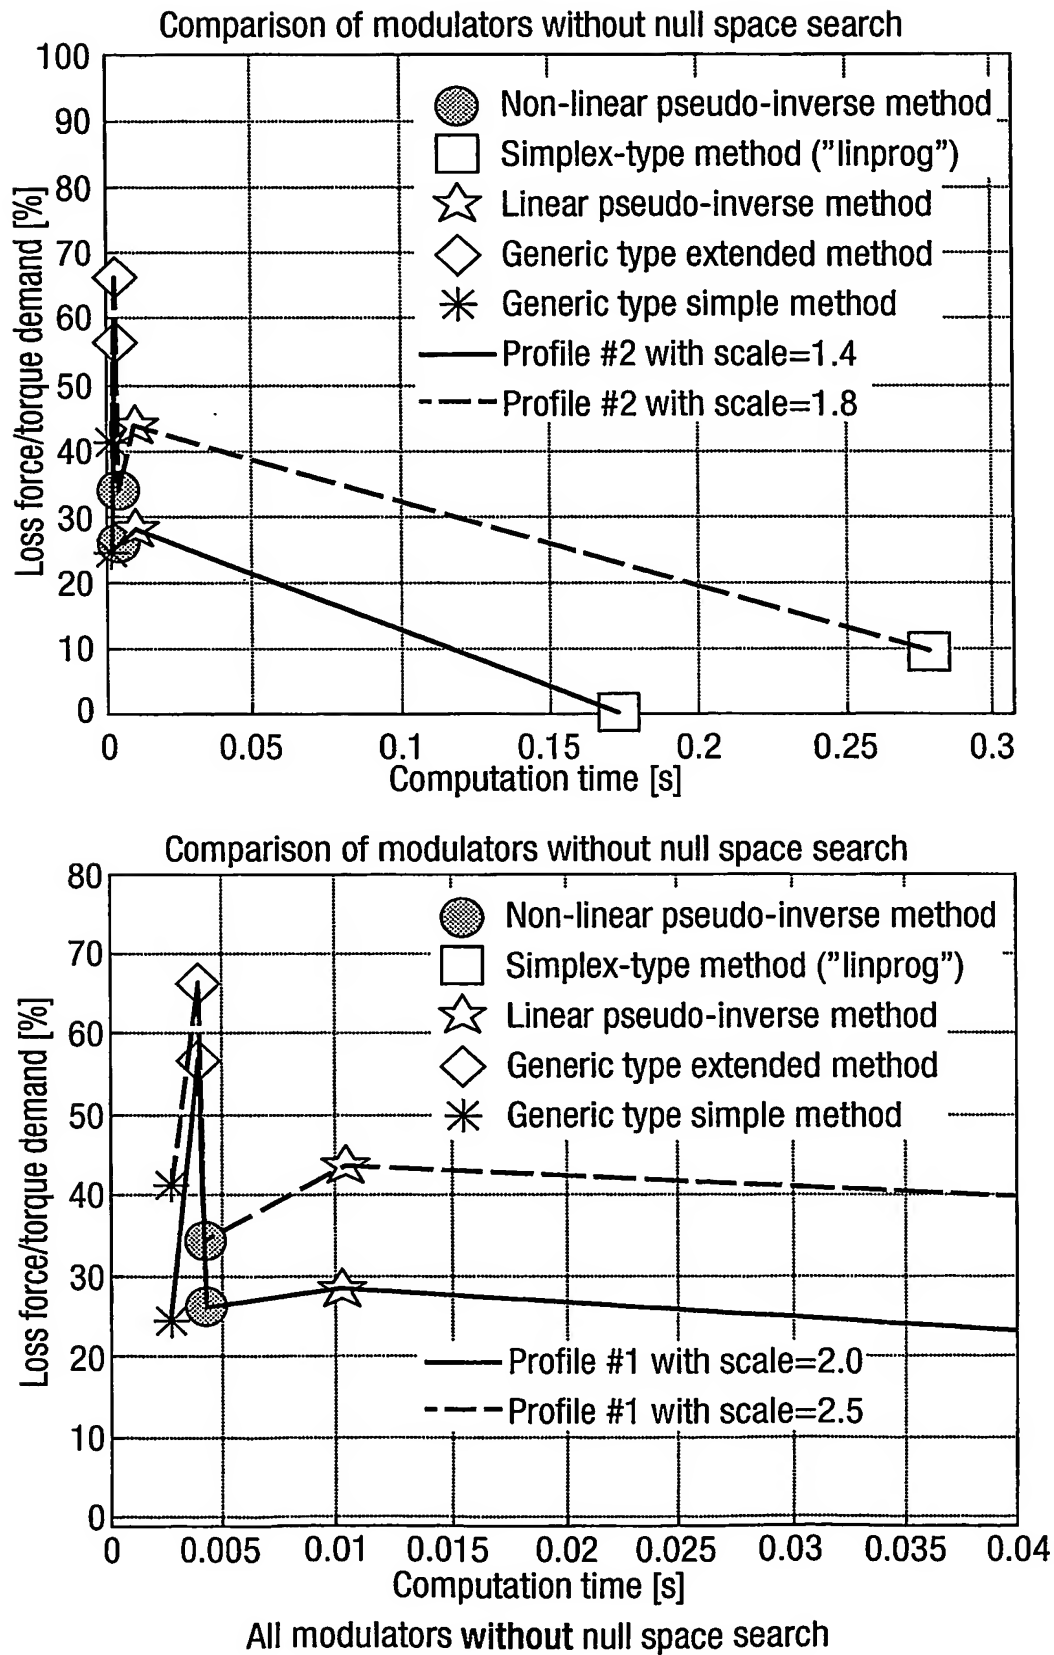 Comparison of modulators without null space search
100
90
80
70
60
50
40
30
20
10
0
Loss force/torque demand [%]
Non-linear pseudo-inverse method
Simplex-type method ("linprog")
Linear pseudo-inverse method
Generic type extended method
Generic type simple method
Profile #2 with scale=1.4
Profile #2 with scale=1.8
0 0.05 0.1 0.15 0.2 0.25 0.3
Computation time [s]
Comparison of modulators without null space search
80
70
60
50
40
30
20
10
0
Loss force/torque demand [%]
Non-linear pseudo-inverse method
Simplex-type method ("linprog")
Linear pseudo-inverse method
Generic type extended method
Generic type simple method
Profile #1 with scale=2.0
Profile #1 with scale=2.5
0 0.005 0.01 0.015 0.02 0.025 0.03 0.035 0.04
Computation time [s]
All modulators without null space search